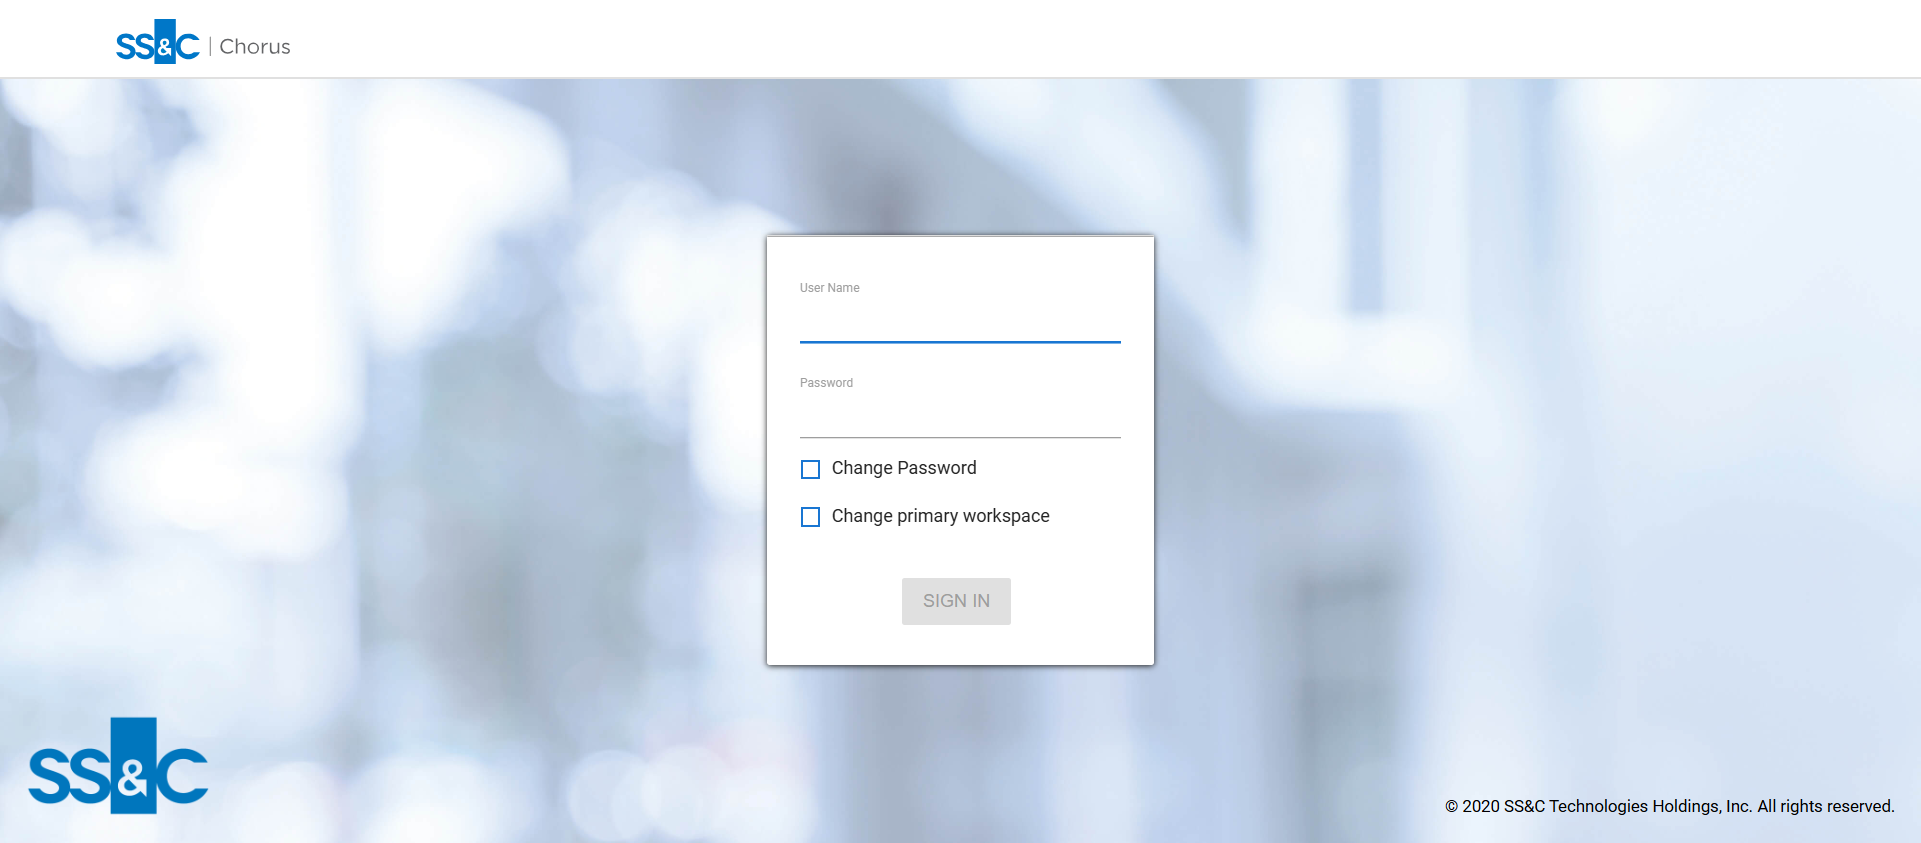 SS&C | Chorus
User Name
Password
Change Password
Change primary workspace
SIGN IN
SS&C
© 2020 SS&C Technologies Holdings, Inc. All rights reserved.